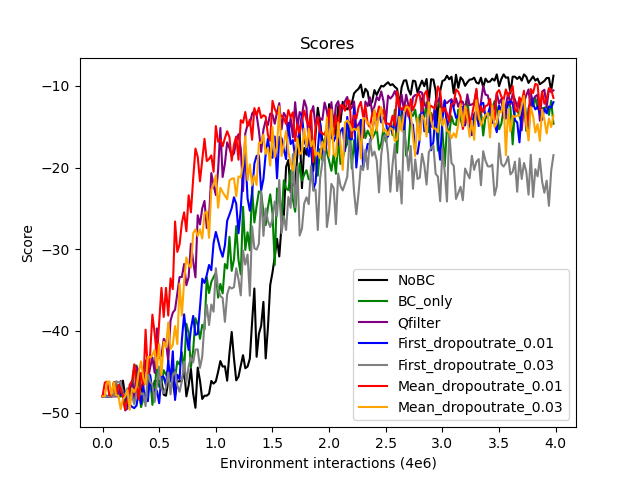 Scores
Score
−10
−20
−30
−40
−50
0.0 0.5 1.0 1.5 2.0 2.5 3.0 3.5 4.0
Environment interactions (4e6)
NoBC
BC_only
Qfilter
First_dropoutrate_0.01
First_dropoutrate_0.03
Mean_dropoutrate_0.01
Mean_dropoutrate_0.03